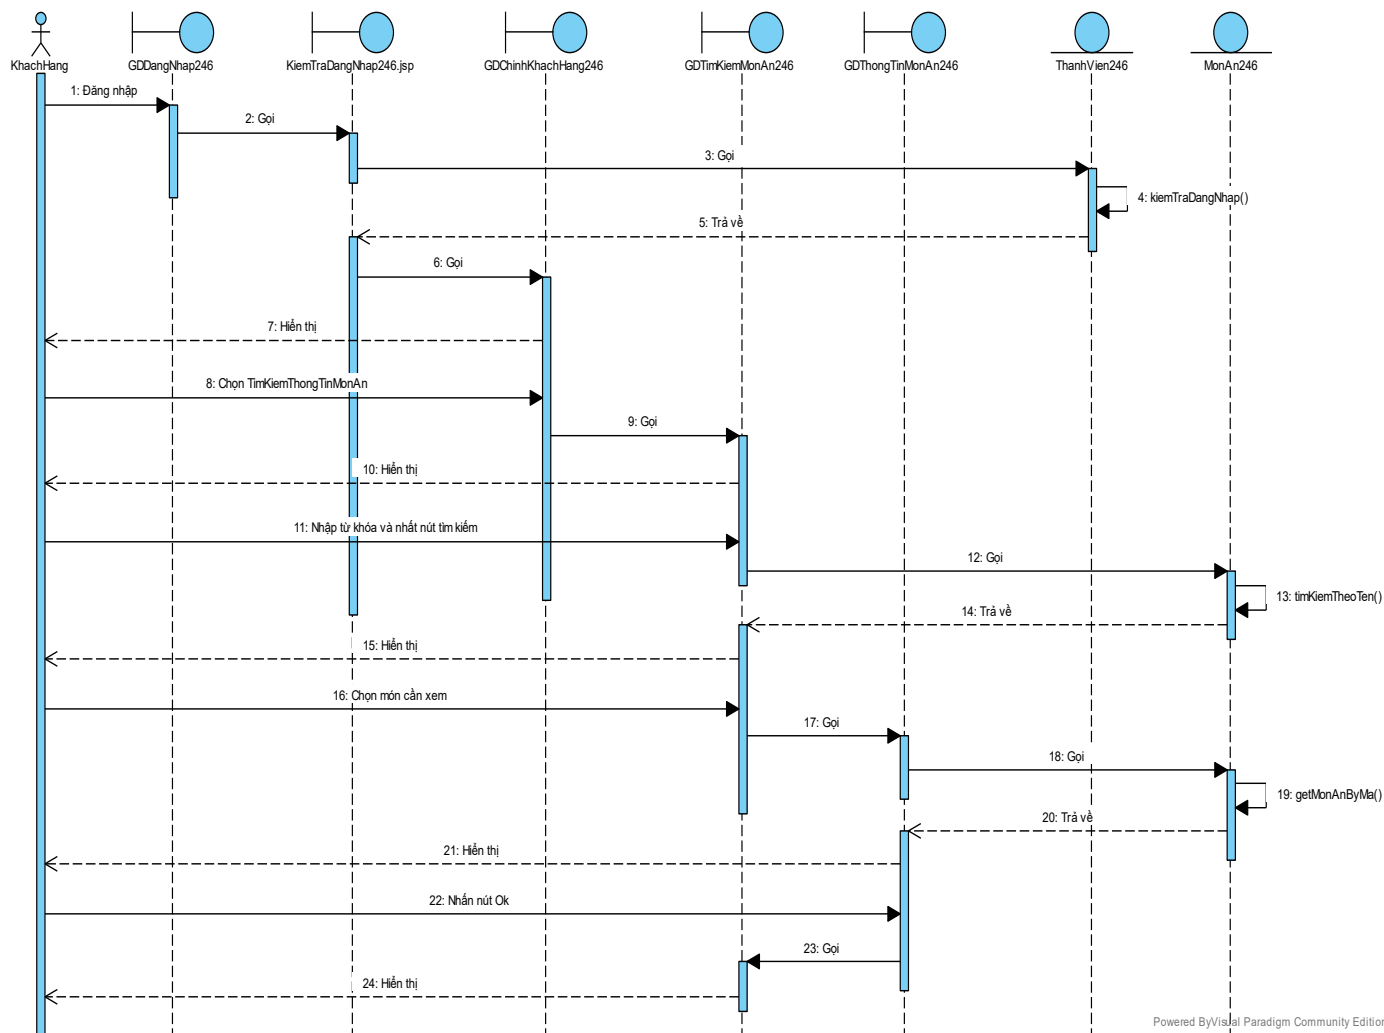 KhachHang
GDDangNhap246
KiemTraDangNhap246.jsp
GDChinhKhachHang246
GDTimKiemMonAn246
GDThongTinMonAn246
ThanhVien246
MonAn246
1: Đăng nhập
2: Gọi
3: Gọi
4: kiemTraDangNhap()
5: Trả về
6: Gọi
7: Hiển thị
8: Chọn TimKiemThongTinMonAn
9: Gọi
10: Hiển thị
11: Nhập từ khóa và nhất nút tìm kiếm
12: Gọi
13: timKiemTheoTen()
14: Trả về
15: Hiển thị
16: Chọn món cần xem
17: Gọi
18: Gọi
19: getMonAnByMa()
20: Trả về
21: Hiển thị
22: Nhấn nút Ok
23: Gọi
24: Hiển thị
Powered ByVisual Paradigm Community Edition